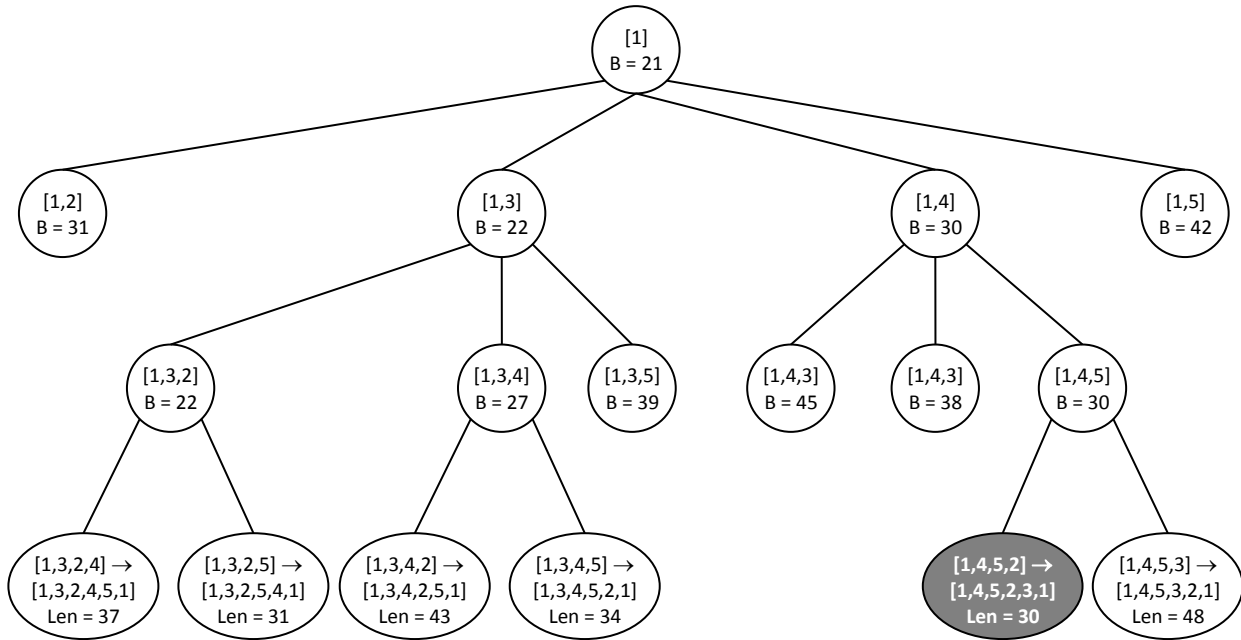 [1]
B = 21
[1,2]
B = 31
[1,3]
B = 22
[1,4]
B = 30
[1,5]
B = 42
[1,3,2]
B = 22
[1,3,4]
B = 27
[1,3,5]
B = 39
[1,4,3]
B = 45
[1,4,3]
B = 38
[1,4,5]
B = 30
[1,3,2,4] →
[1,3,2,4,5,1]
Len = 37
[1,3,2,5] →
[1,3,2,5,4,1]
Len = 31
[1,3,4,2] →
[1,3,4,2,5,1]
Len = 43
[1,3,4,5] →
[1,3,4,5,2,1]
Len = 34
[1,4,5,2] →
[1,4,5,2,3,1]
Len = 30
[1,4,5,3] →
[1,4,5,3,2,1]
Len = 48